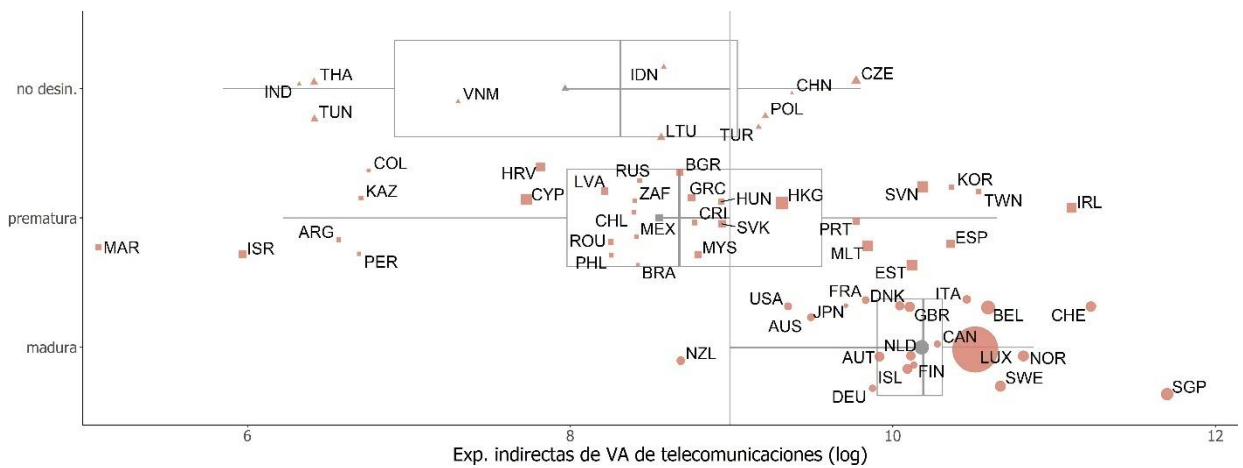 no desin.
IND
THA
TUN
VNM
IDN
LTU
TUR
POL
CHN
CZE
prematura
MAR
ISR
COL
KAZ
ARG
PER
HRV
CYP
LVA
RUS
ZAF
CHL
MEX
ROU
PHL
BRA
BGR
GRC
HUN
CRI
SVK
MYS
HKG
SVN
KOR
TWN
IRL
PRT
MLT
ESP
EST
madura
NZL
USA
AUS
JPN
FRA
DNK
GBR
ITA
BEL
CHE
AUT
NLD
CAN
ISL
FIN
LUX
NOR
DEU
SWE
SGP
6 8 10 12
Exp. indirectas de VA de telecomunicaciones (log)